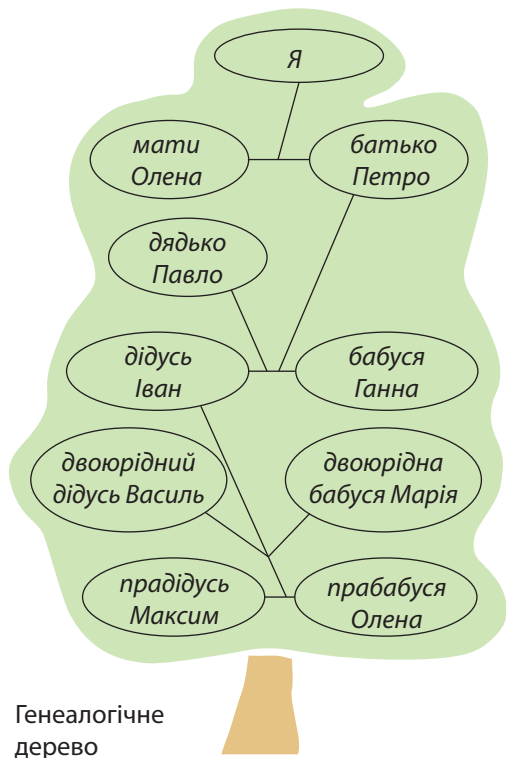 Я
мати
Олена
батько
Петро
дядько
Павло
дідусь
Іван
бабуся
Ганна
двоюрідний
дідусь Василь
двоюрідна
бабуся Марія
прадідусь
Максим
прабабуся
Олена
Генеалогічне
дерево